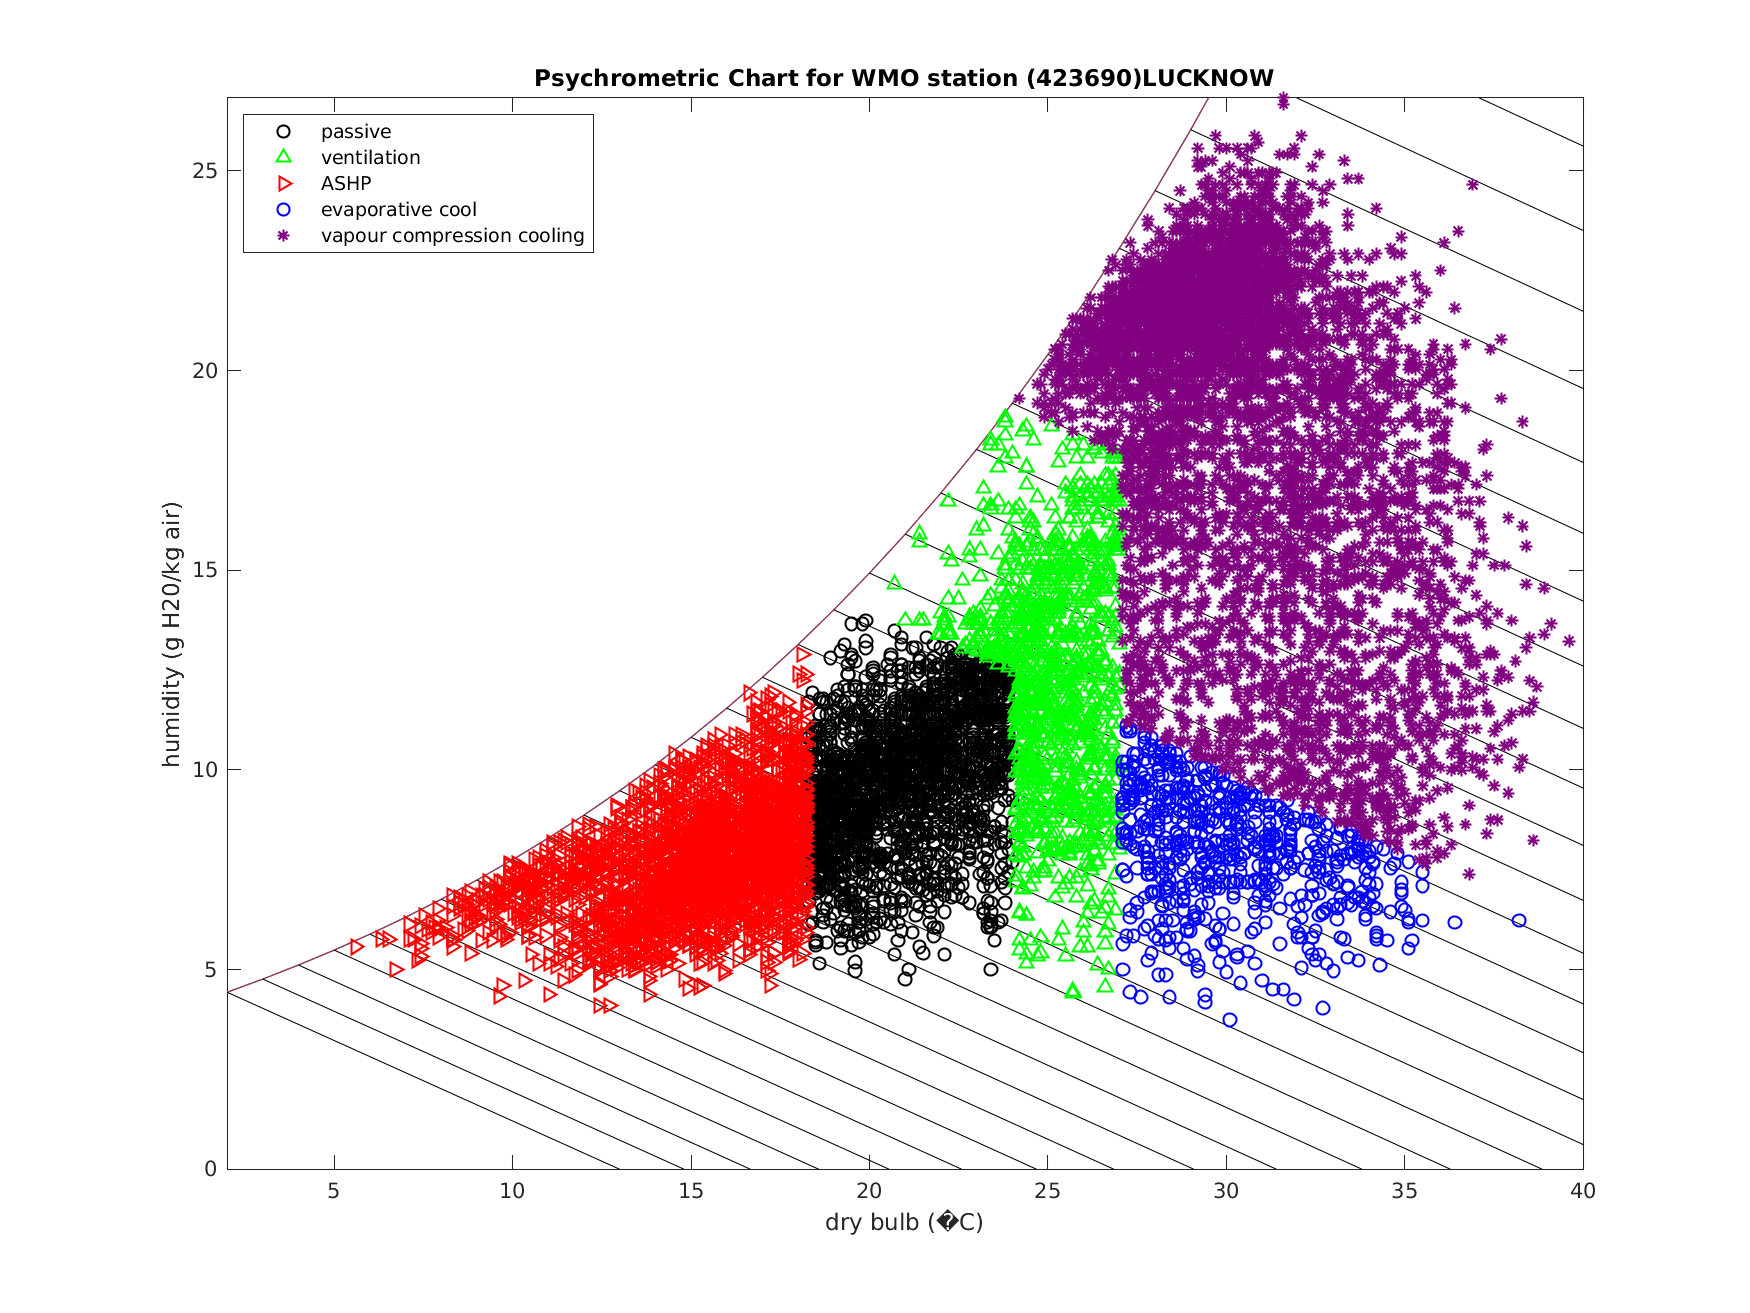 Psychrometric Chart for WMO station (423690)LUCKNOW
passive
ventilation
ASHP
evaporative cool
vapour compression cooling
humidity (g H20/kg air)
25
20
15
10
5
0
5
10
15
20
25
30
35
40
dry bulb (�C)